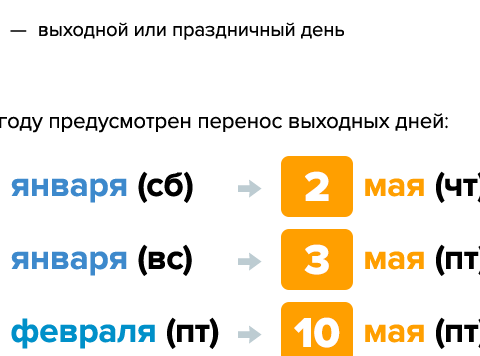 — выходной или праздничный день
году предусмотрен перенос выходных дней:
января (сб) → 2 мая (чт)
января (вс) → 3 мая (пт)
февраля (пт) → 10 мая (пт)